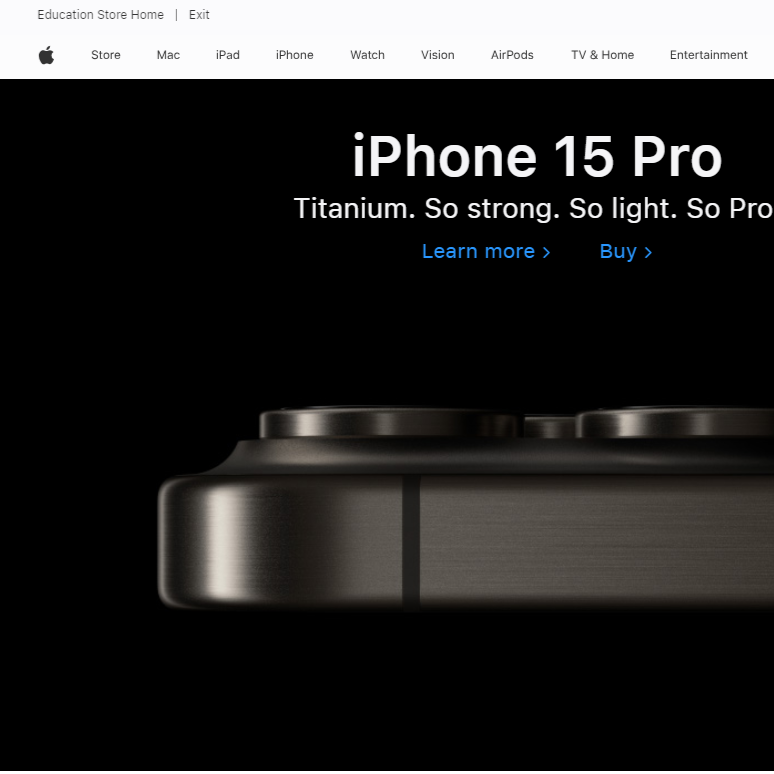 Education Store Home | Exit
Store Mac iPad iPhone Watch Vision AirPods TV & Home Entertainment
iPhone 15 Pro
Titanium. So strong. So light. So Pro
Learn more > Buy >